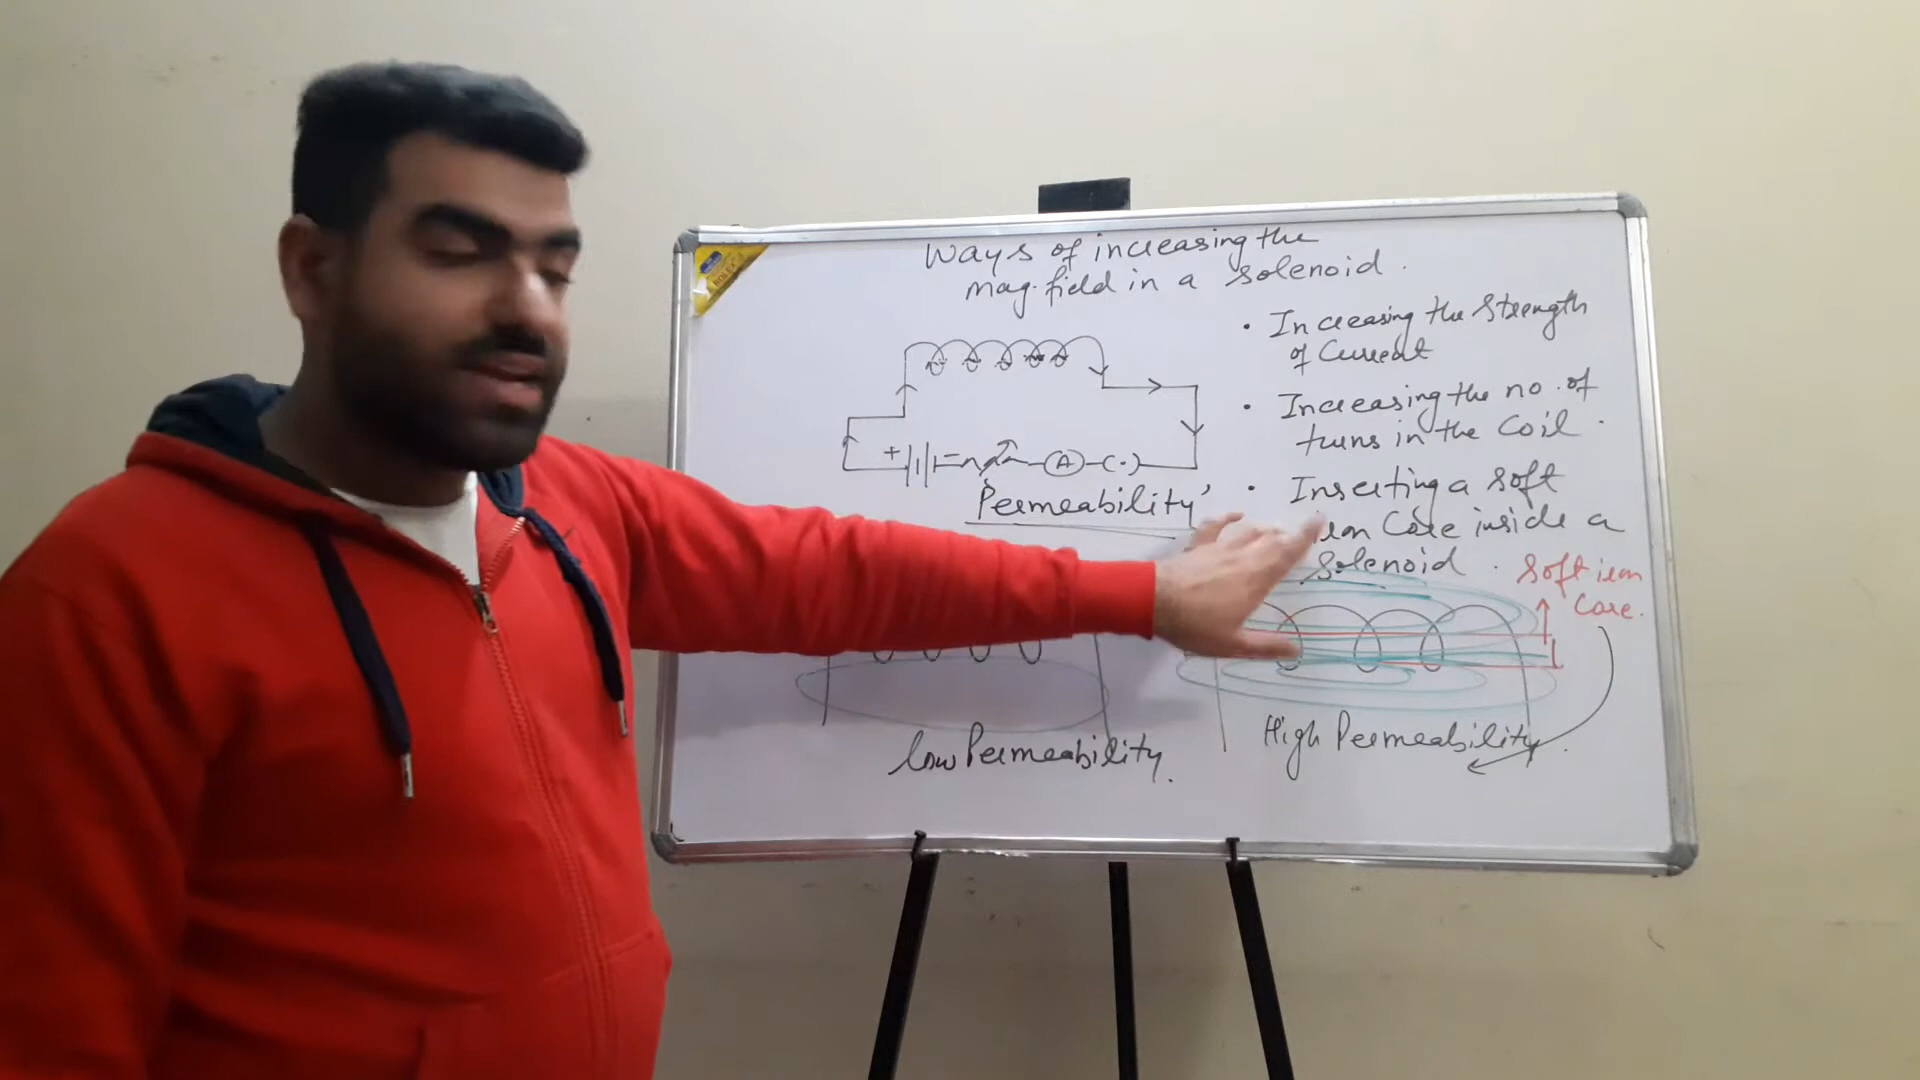 Ways of increasing the
mag. field in a solenoid.
• Increasing the strength
of Current
• Increasing the no. of
turns in the Coil.
• Inserting a soft
iron Core inside a
solenoid.
+ -
A
'Permeability'
soft iron
Core.
low Permeability.
High Permeability.